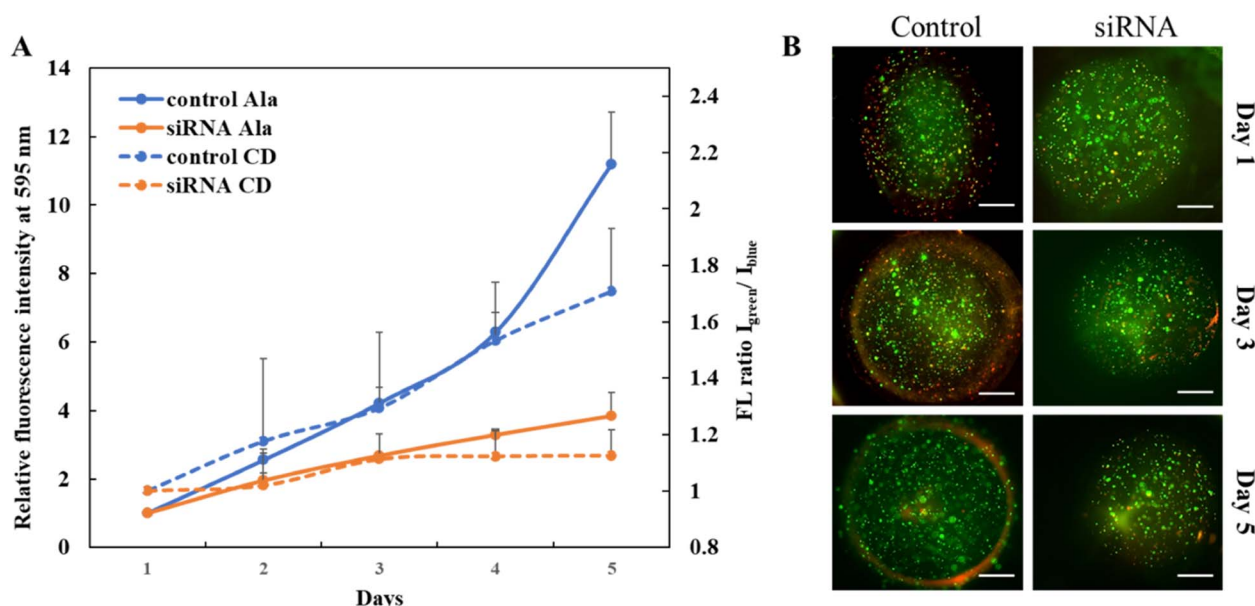 A
Relative fluorescence intensity at 595 nm
14
12
10
8
6
4
2
0
control Ala
siRNA Ala
control CD
siRNA CD
1 2 3 4 5
Days
2.4
2.2
2
1.8
1.6
1.4
1.2
1
0.8
FL ratio Igreen/ Iblue
B
Control siRNA
Day 1
Day 3
Day 5